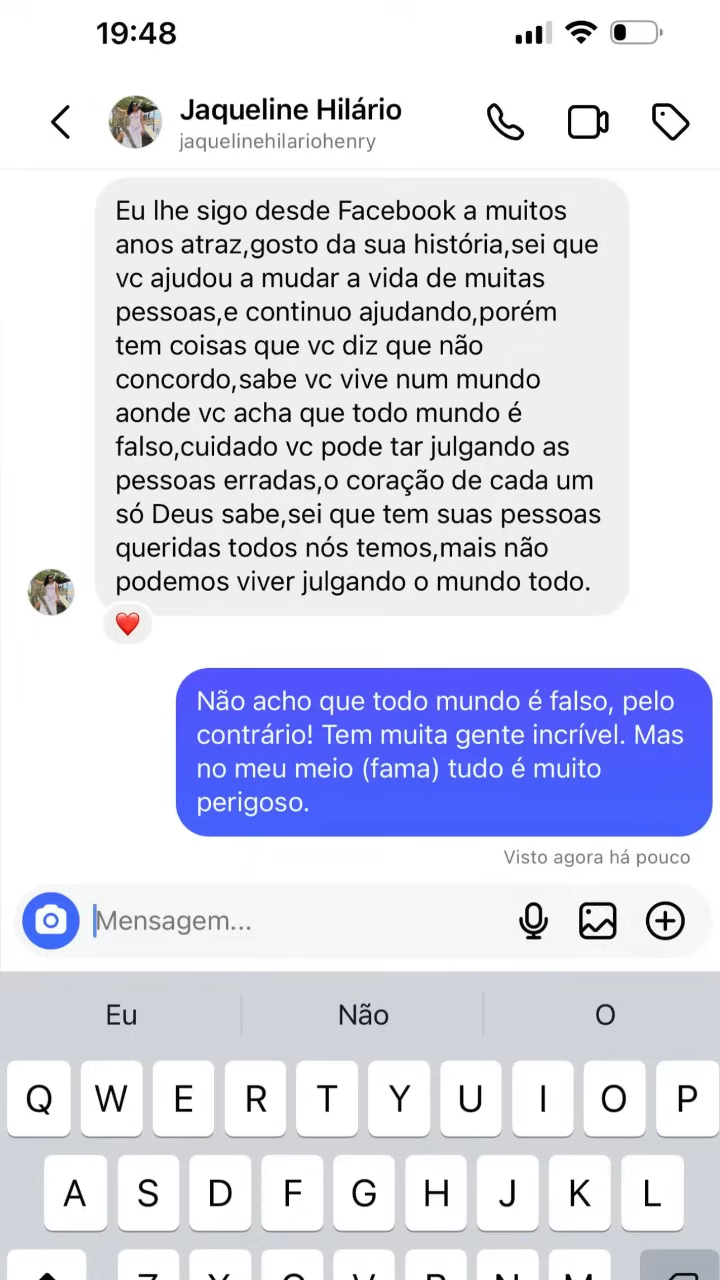 19:48
Jaqueline Hilário
jaquelinehilariohenry
Eu lhe sigo desde Facebook a muitos
anos atraz,gosto da sua história,sei que
vc ajudou a mudar a vida de muitas
pessoas,e continuo ajudando,porém
tem coisas que vc diz que não
concordo,sabe vc vive num mundo
aonde vc acha que todo mundo é
falso,cuidado vc pode tar julgando as
pessoas erradas,o coração de cada um
só Deus sabe,sei que tem suas pessoas
queridas todos nós temos,mais não
podemos viver julgando o mundo todo.
Não acho que todo mundo é falso, pelo
contrário! Tem muita gente incrível. Mas
no meu meio (fama) tudo é muito
perigoso.
Visto agora há pouco
Mensagem...
Eu Não O
Q W E R T Y U I O P
A S D F G H J K L
Z X C V B N M